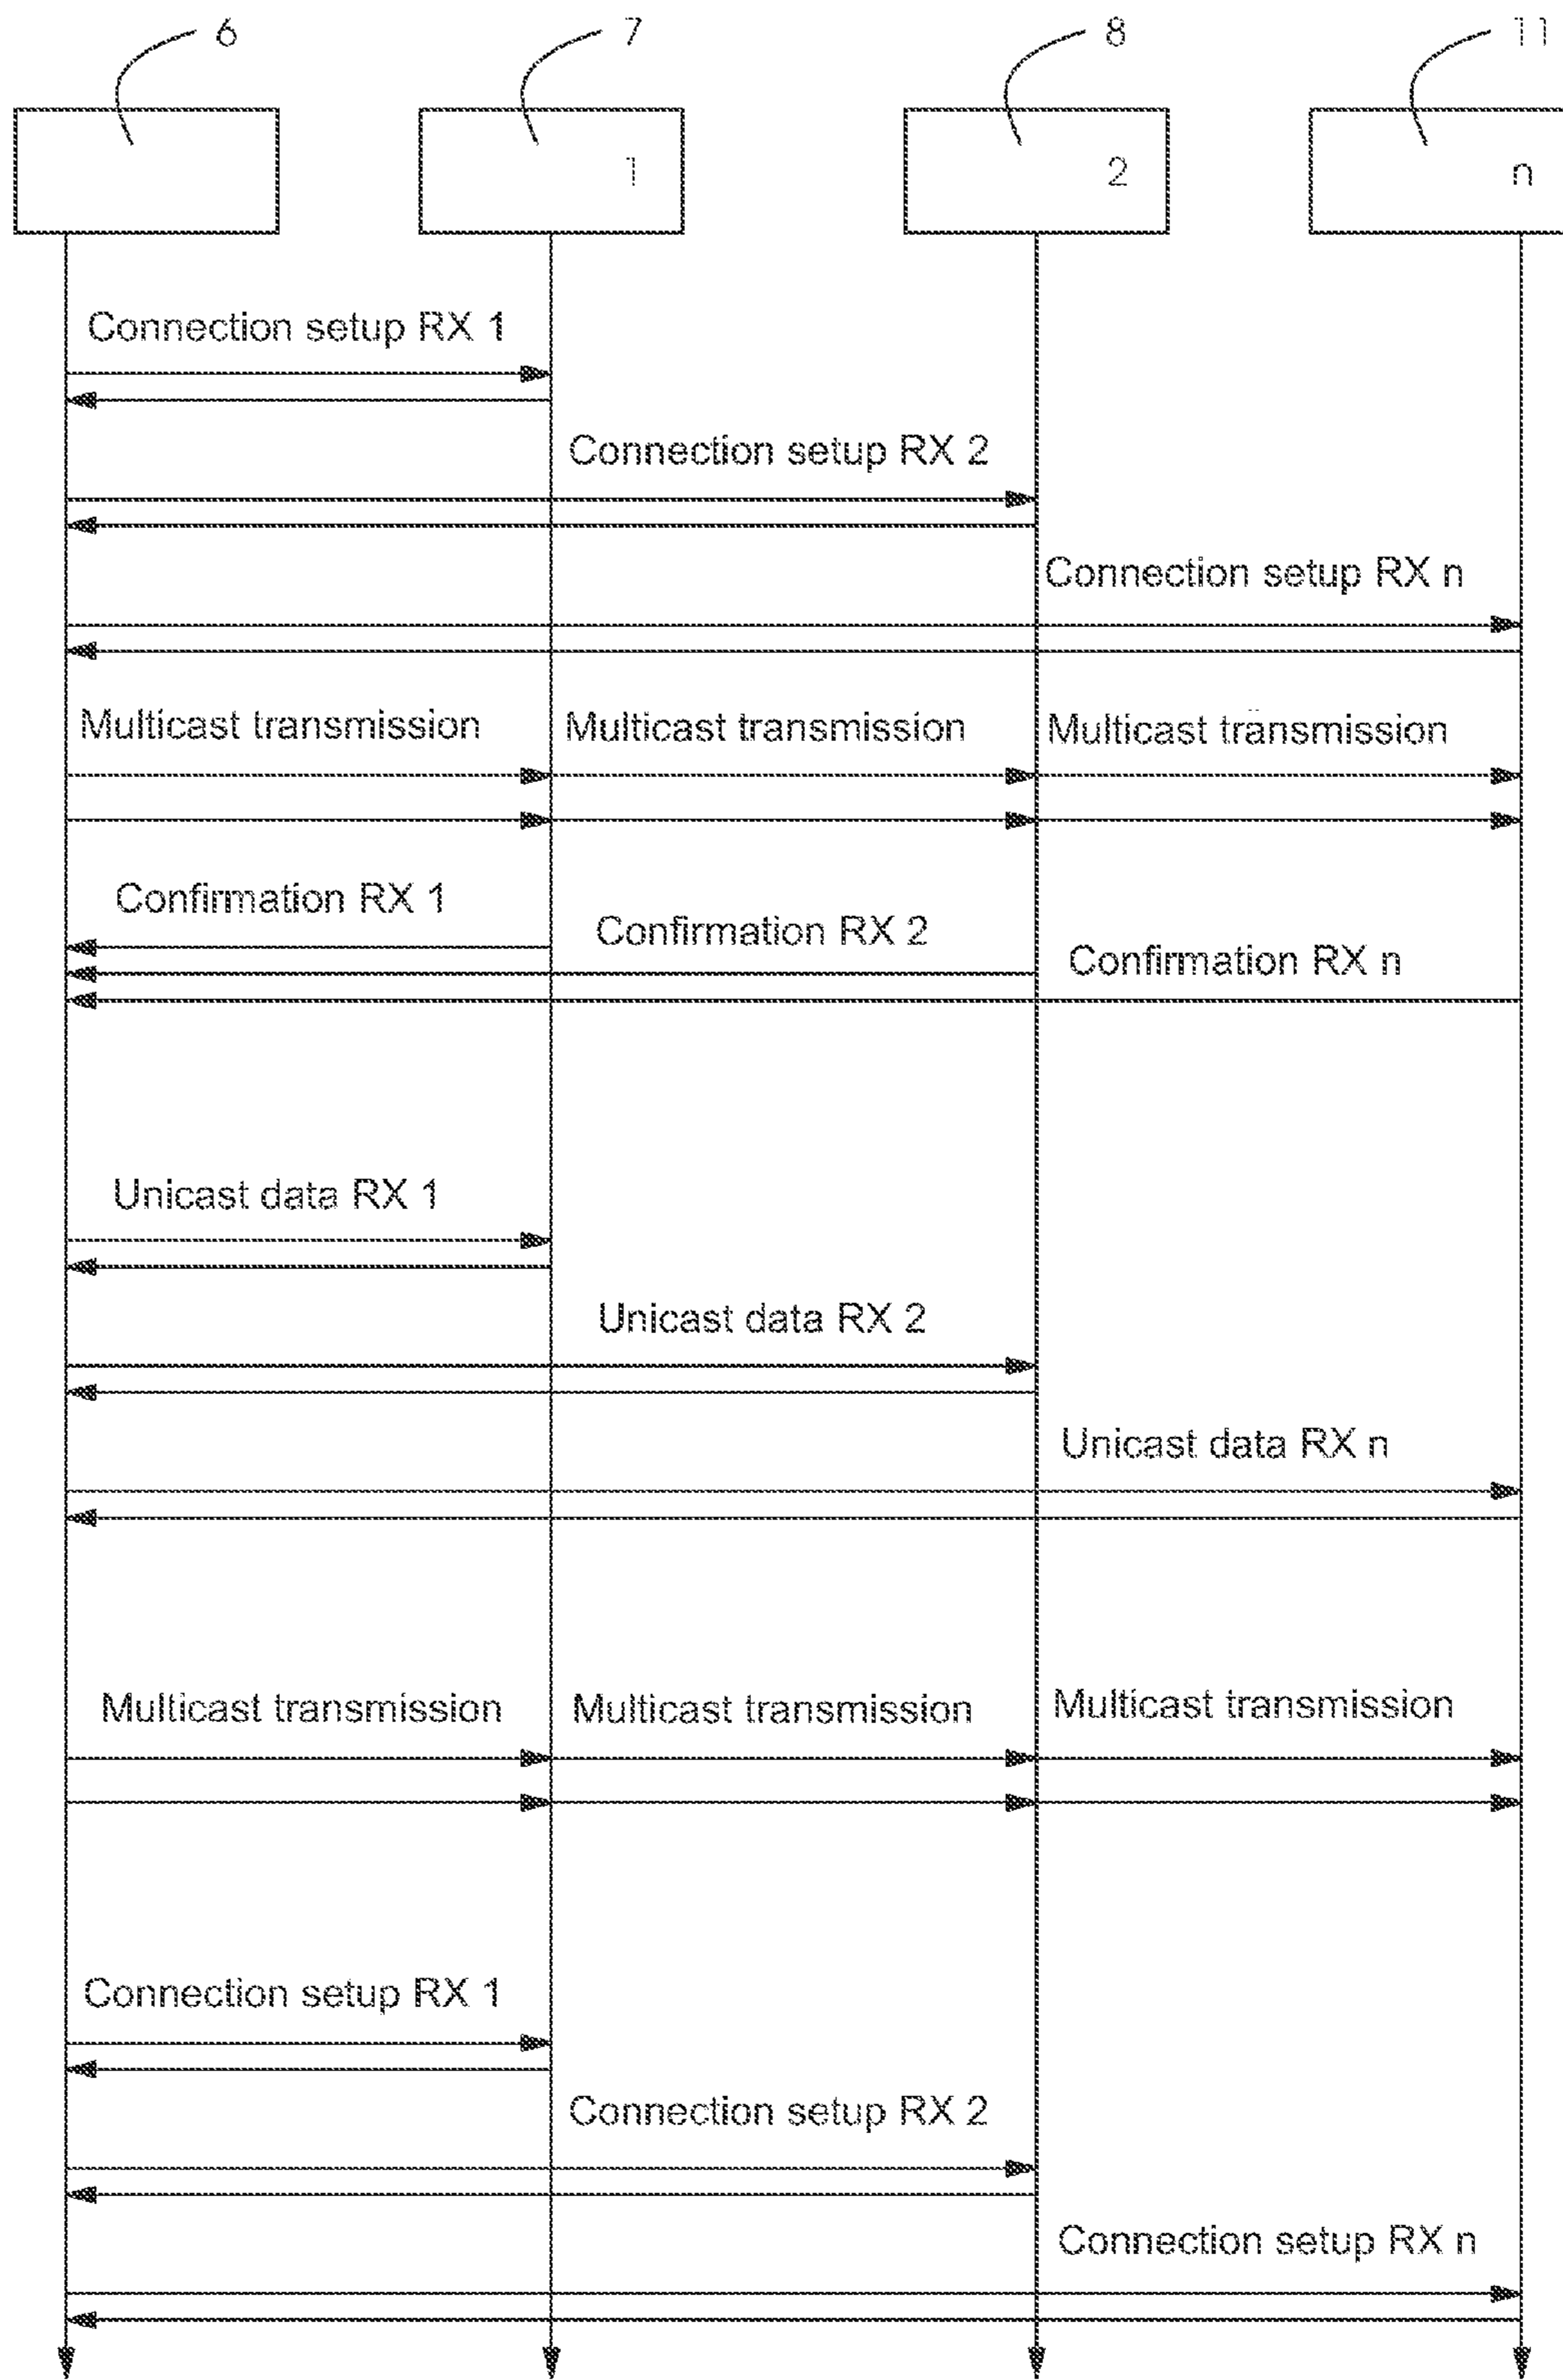 6
7
8
11
1
2
n
Connection setup RX 1
Connection setup RX 2
Connection setup RX n
Multicast transmission
Multicast transmission
Multicast transmission
Confirmation RX 1
Confirmation RX 2
Confirmation RX n
Unicast data RX 1
Unicast data RX 2
Unicast data RX n
Multicast transmission
Multicast transmission
Multicast transmission
Connection setup RX 1
Connection setup RX 2
Connection setup RX n